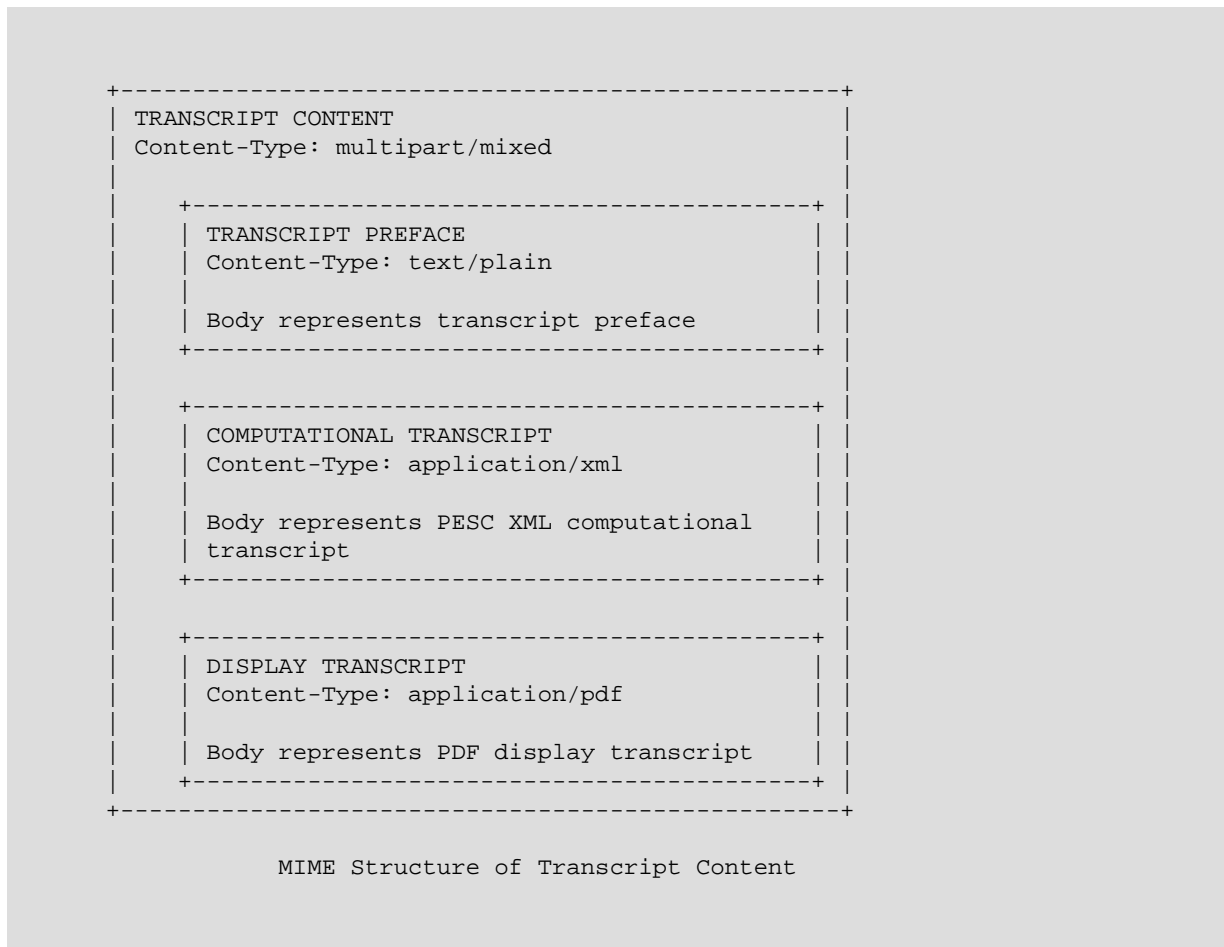 TRANSCRIPT CONTENT
Content-Type: multipart/mixed
TRANSCRIPT PREFACE
Content-Type: text/plain
Body represents transcript preface
COMPUTATIONAL TRANSCRIPT
Content-Type: application/xml
Body represents PESC XML computational
transcript
DISPLAY TRANSCRIPT
Content-Type: application/pdf
Body represents PDF display transcript
MIME Structure of Transcript Content